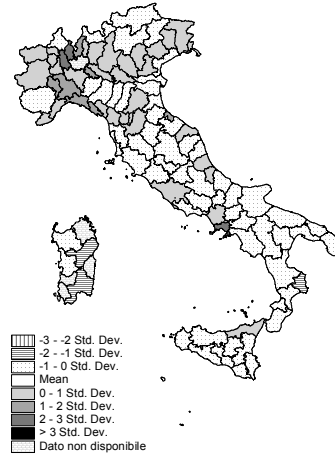 -3 - -2 Std. Dev.
-2 - -1 Std. Dev.
-1 - 0 Std. Dev.
Mean
0 - 1 Std. Dev.
1 - 2 Std. Dev.
2 - 3 Std. Dev.
> 3 Std. Dev.
Dato non disponibile